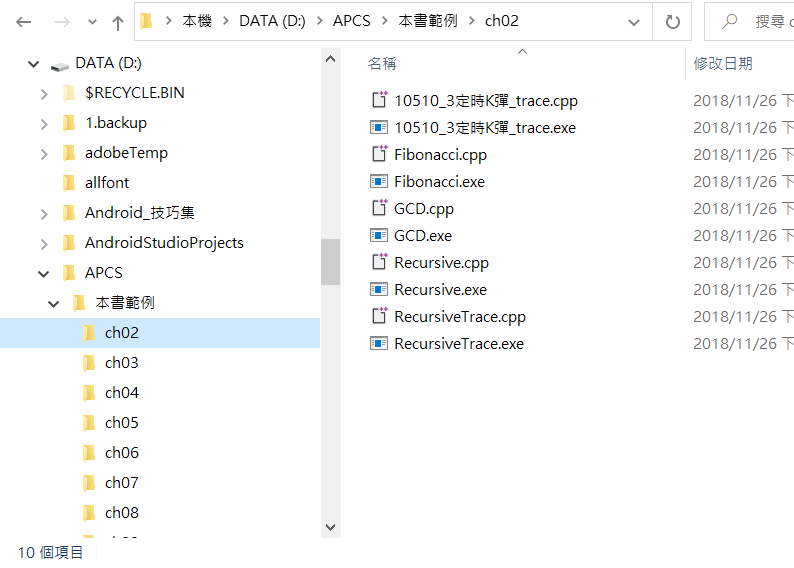 本機 DATA (D:) APCS 本書範例 ch02
搜尋
DATA (D:)
$RECYCLE.BIN
1.backup
adobeTemp
allfont
Android_技巧集
AndroidStudioProjects
APCS
本書範例
ch02
ch03
ch04
ch05
ch06
ch07
ch08
名稱 修改日期
10510_3定時K彈_trace.cpp 2018/11/26 下
10510_3定時K彈_trace.exe 2018/11/26 下
Fibonacci.cpp 2018/11/26 下
Fibonacci.exe 2018/11/26 下
GCD.cpp 2018/11/26 下
GCD.exe 2018/11/26 下
Recursive.cpp 2018/11/26 下
Recursive.exe 2018/11/26 下
RecursiveTrace.cpp 2018/11/26 下
RecursiveTrace.exe 2018/11/26 下
10 個項目